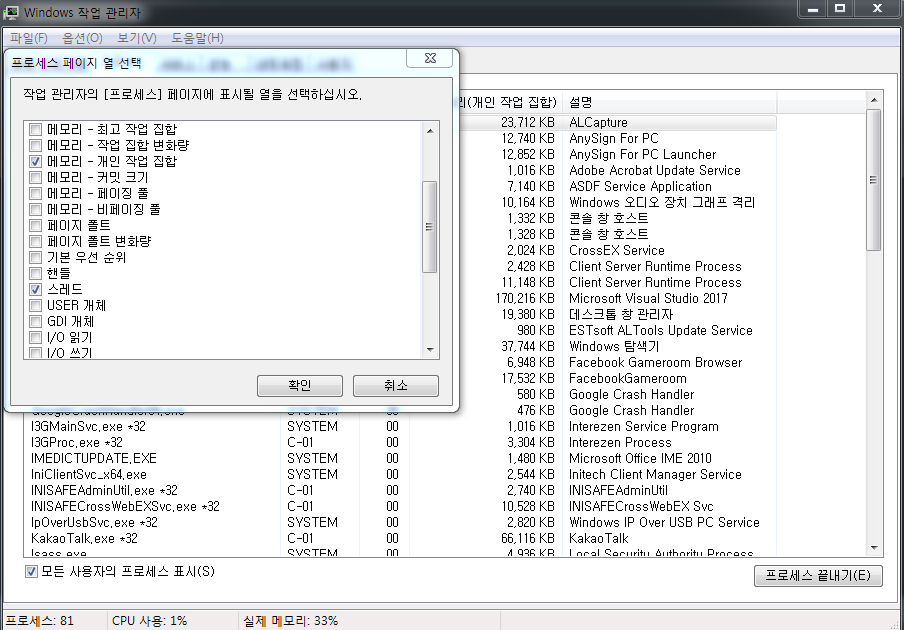 Windows 작업 관리자
파일(F) 옵션(O) 보기(V) 도움말(H)
프로세스 페이지 열 선택
작업 관리자의 [프로세스] 페이지에 표시될 열을 선택하십시오.
메모리 - 최고 작업 집합
메모리 - 작업 집합 변화량
메모리 - 개인 작업 집합
메모리 - 커밋 크기
메모리 - 페이징 풀
메모리 - 비페이징 풀
페이지 폴트
페이지 폴트 변화량
기본 우선 순위
핸들
스레드
USER 개체
GDI 개체
I/O 읽기
I/O 쓰기
확인 취소
(개인 작업 집합) 설명
23,712 KB ALCapture
12,740 KB AnySign For PC
12,852 KB AnySign For PC Launcher
1,016 KB Adobe Acrobat Update Service
7,140 KB ASDF Service Application
10,164 KB Windows 오디오 장치 그래프 격리
1,332 KB 콘솔 창 호스트
1,328 KB 콘솔 창 호스트
2,024 KB CrossEX Service
2,428 KB Client Server Runtime Process
11,148 KB Client Server Runtime Process
170,216 KB Microsoft Visual Studio 2017
19,380 KB 데스크톱 창 관리자
980 KB ESTsoft ALTools Update Service
37,744 KB Windows 탐색기
6,948 KB Facebook Gameroom Browser
17,532 KB FacebookGameroom
580 KB Google Crash Handler
476 KB Google Crash Handler
I3GMainSvc.exe *32 SYSTEM 00 1,016 KB Interezen Service Program
I3GProc.exe *32 C-01 00 3,304 KB Interezen Process
IMEDICTUPDATE.EXE SYSTEM 00 1,480 KB Microsoft Office IME 2010
IniClientSvc_x64.exe SYSTEM 00 2,544 KB Initech Client Manager Service
INISAFEAdminUtil.exe *32 C-01 00 2,740 KB INISAFEAdminUtil
INISAFECrossWebEXSvc.exe *32 C-01 00 10,528 KB INISAFECrossWebEX Svc
IpOverUsbSvc.exe *32 SYSTEM 00 2,820 KB Windows IP Over USB PC Service
KakaoTalk.exe *32 C-01 00 66,116 KB KakaoTalk
lsass.exe SYSTEM 00 4,936 KB Local Security Authority Process
모든 사용자의 프로세스 표시(S)
프로세스 끝내기(E)
프로세스: 81 CPU 사용: 1% 실제 메모리: 33%